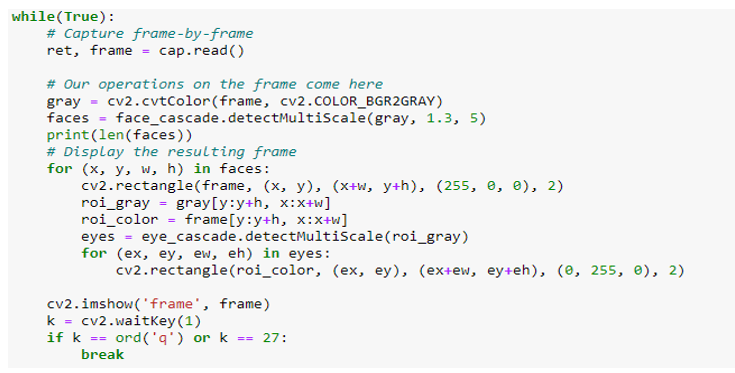 while(True):
    # Capture frame-by-frame
    ret, frame = cap.read()

    # Our operations on the frame come here
    gray = cv2.cvtColor(frame, cv2.COLOR_BGR2GRAY)
    faces = face_cascade.detectMultiScale(gray, 1.3, 5)
    print(len(faces))
    # Display the resulting frame
    for (x, y, w, h) in faces:
        cv2.rectangle(frame, (x, y), (x+w, y+h), (255, 0, 0), 2)
        roi_gray = gray[y:y+h, x:x+w]
        roi_color = frame[y:y+h, x:x+w]
        eyes = eye_cascade.detectMultiScale(roi_gray)
        for (ex, ey, ew, eh) in eyes:
            cv2.rectangle(roi_color, (ex, ey), (ex+ew, ey+eh), (0, 255, 0), 2)

    cv2.imshow('frame', frame)
    k = cv2.waitKey(1)
    if k == ord('q') or k == 27:
        break